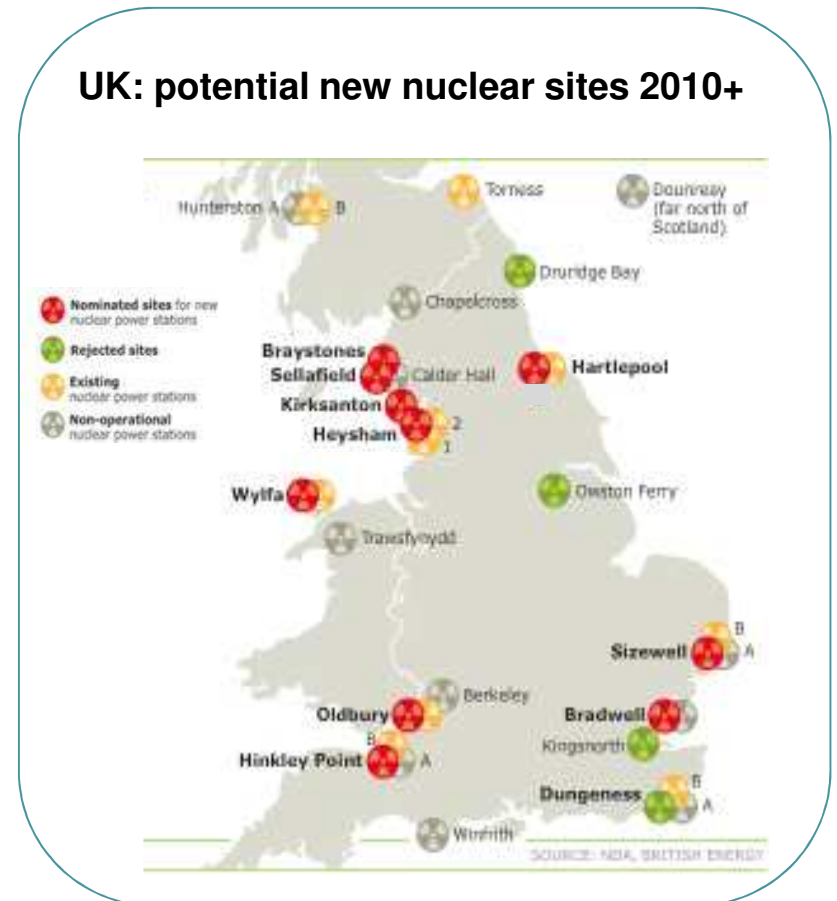 UK: potential new nuclear sites 2010+
Hunterston A
B
Torness
Dounreay
(far north of
Scotland)
Druridge Bay
Chapelcross
Nominated sites for new
nuclear power stations
Rejected sites
Existing
nuclear power stations
Non-operational
nuclear power stations
Braystones
Sellafield
Calder Hall
Hartlepool
Kirksanton
Heysham
2
1
Wylfa
Owston Ferry
Trawsfynydd
B
Sizewell
A
Berkeley
Oldbury
Bradwell
B
Kingsnorth
Hinkley Point
A
B
Dungeness
A
Winfrith
SOURCE: NDA, BRITISH ENERGY